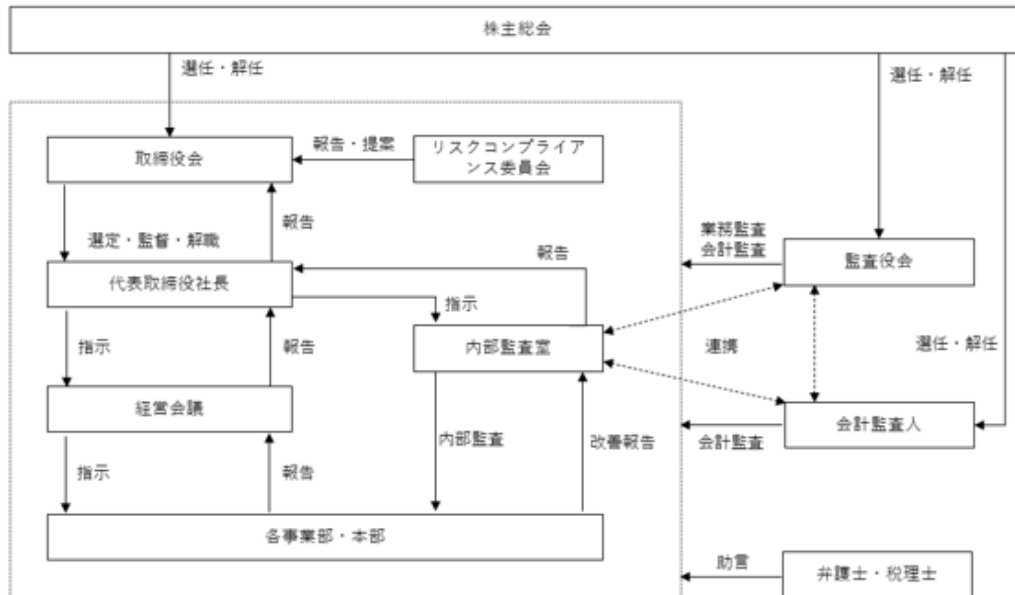 株主総会
選任・解任
選任・解任
取締役会
報告・提案
リスクコンプライア
ンス委員会
選定・監督・解職
報告
業務監査
会計監査
監査役会
代表取締役社長
報告
指示
内部監査室
連携
選任・解任
指示
報告
経営会議
会計監査人
会計監査
指示
報告
内部監査
改善報告
各事業部・本部
助言
弁護士・税理士